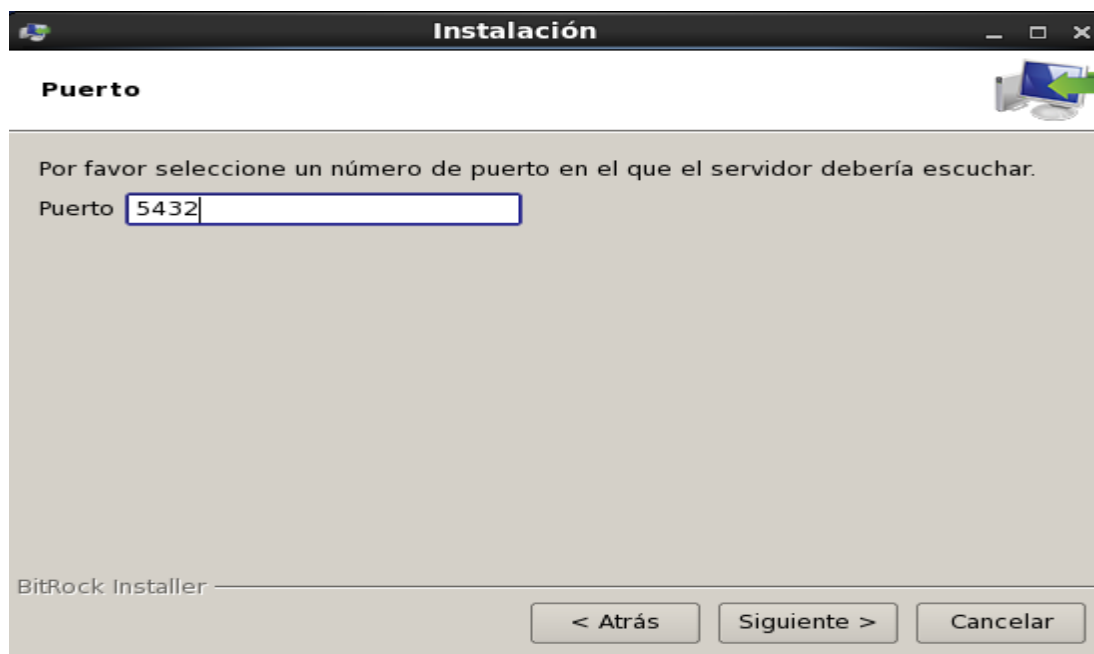 Instalación
Puerto
Por favor seleccione un número de puerto en el que el servidor debería escuchar.
Puerto 5432
BitRock Installer
< Atrás Siguiente > Cancelar